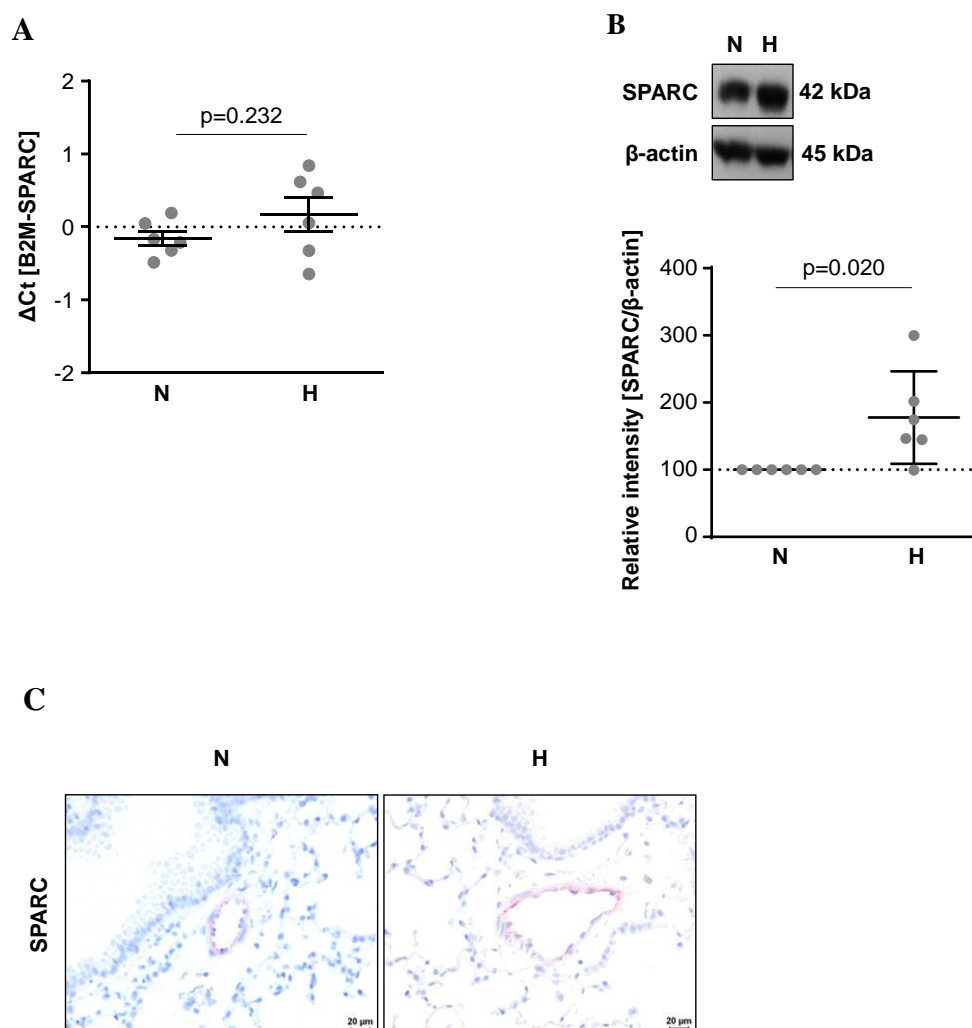 A
2
1
0
-1
-2
ΔCt [B2M-SPARC]
p=0.232
N H
B
N H
SPARC 42 kDa
β-actin 45 kDa
400
300
200
100
0
Relative intensity [SPARC/β-actin]
p=0.020
N H
C
N H
SPARC
20 µm 20 µm